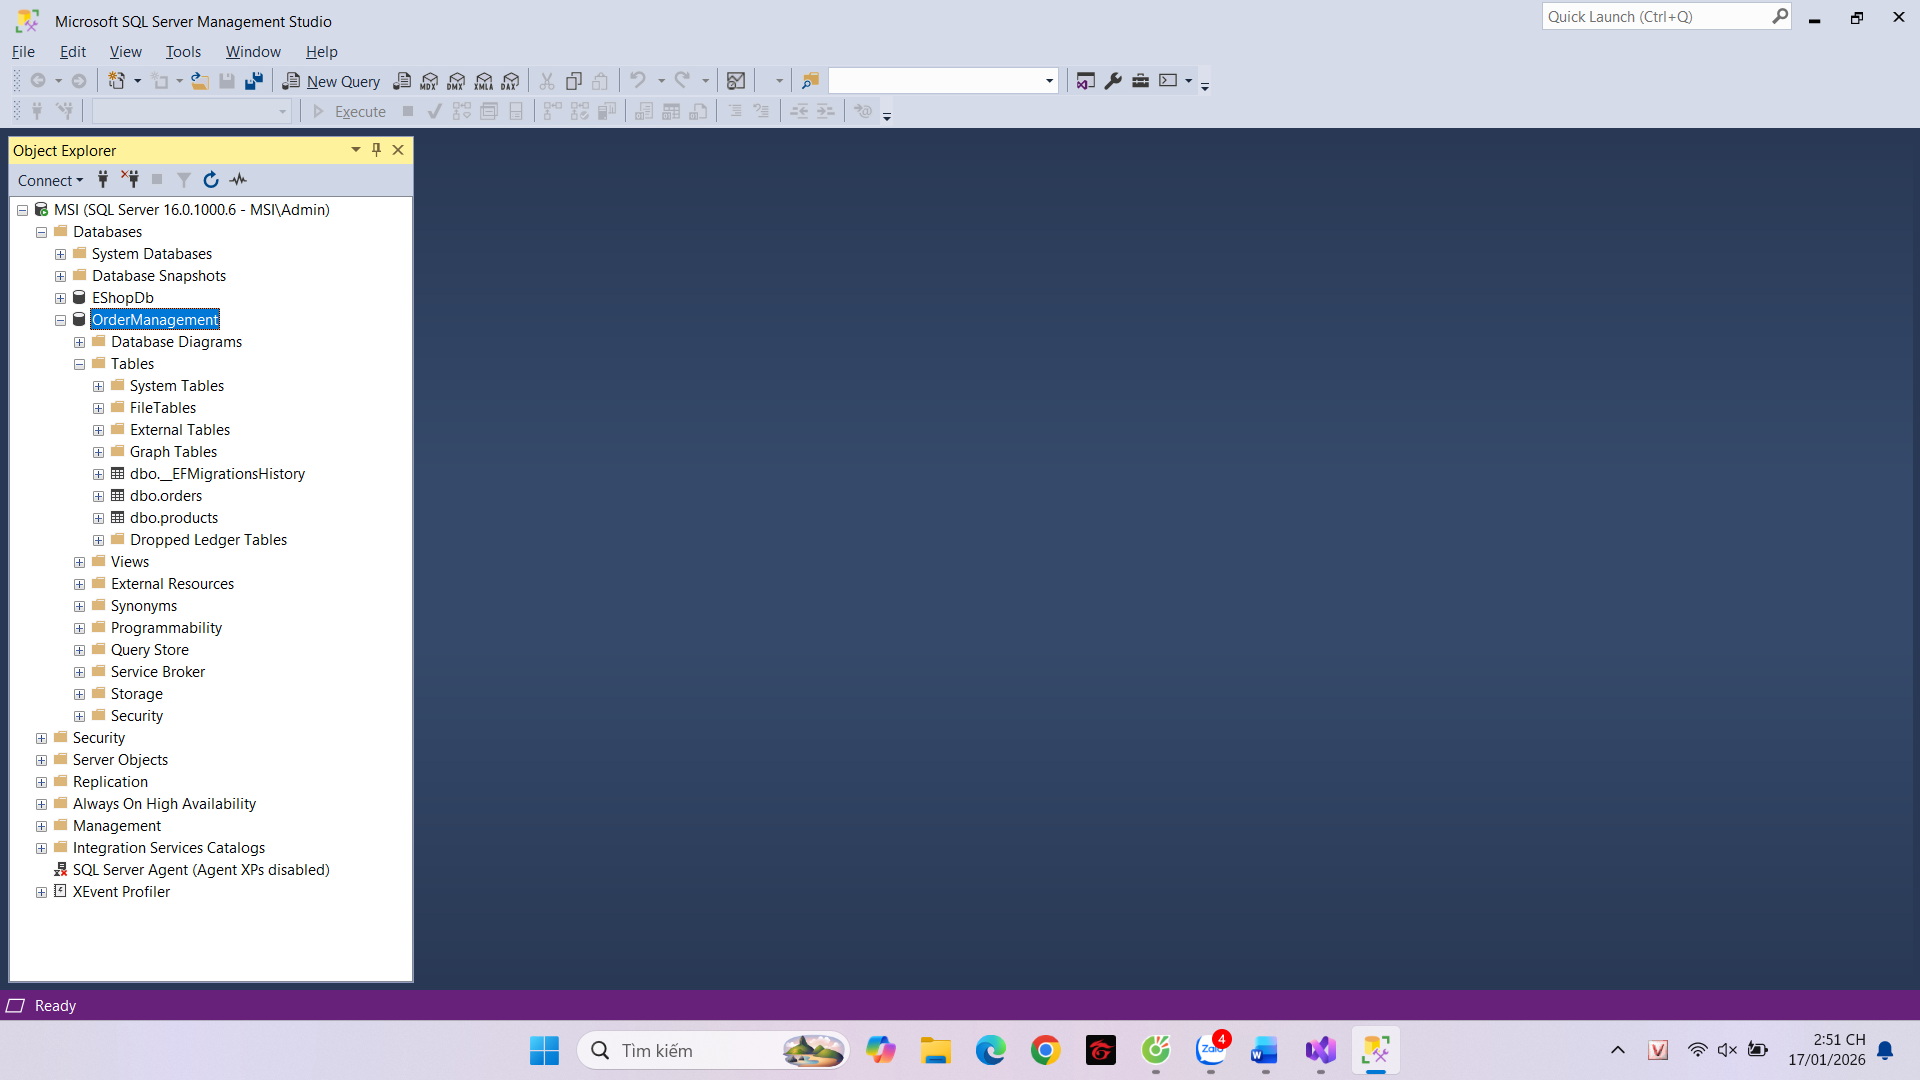 Microsoft SQL Server Management Studio
Quick Launch (Ctrl+Q)
File Edit View Tools Window Help
New Query MDX DMX XMLA DAX
Execute
Object Explorer
Connect
MSI (SQL Server 16.0.1000.6 - MSI\Admin)
Databases
System Databases
Database Snapshots
EShopDb
OrderManagement
Database Diagrams
Tables
System Tables
FileTables
External Tables
Graph Tables
dbo.__EFMigrationsHistory
dbo.orders
dbo.products
Dropped Ledger Tables
Views
External Resources
Synonyms
Programmability
Query Store
Service Broker
Storage
Security
Security
Server Objects
Replication
Always On High Availability
Management
Integration Services Catalogs
SQL Server Agent (Agent XPs disabled)
XEvent Profiler
Ready
Tìm kiếm
Zalo
4
W
V
2:51 CH
17/01/2026